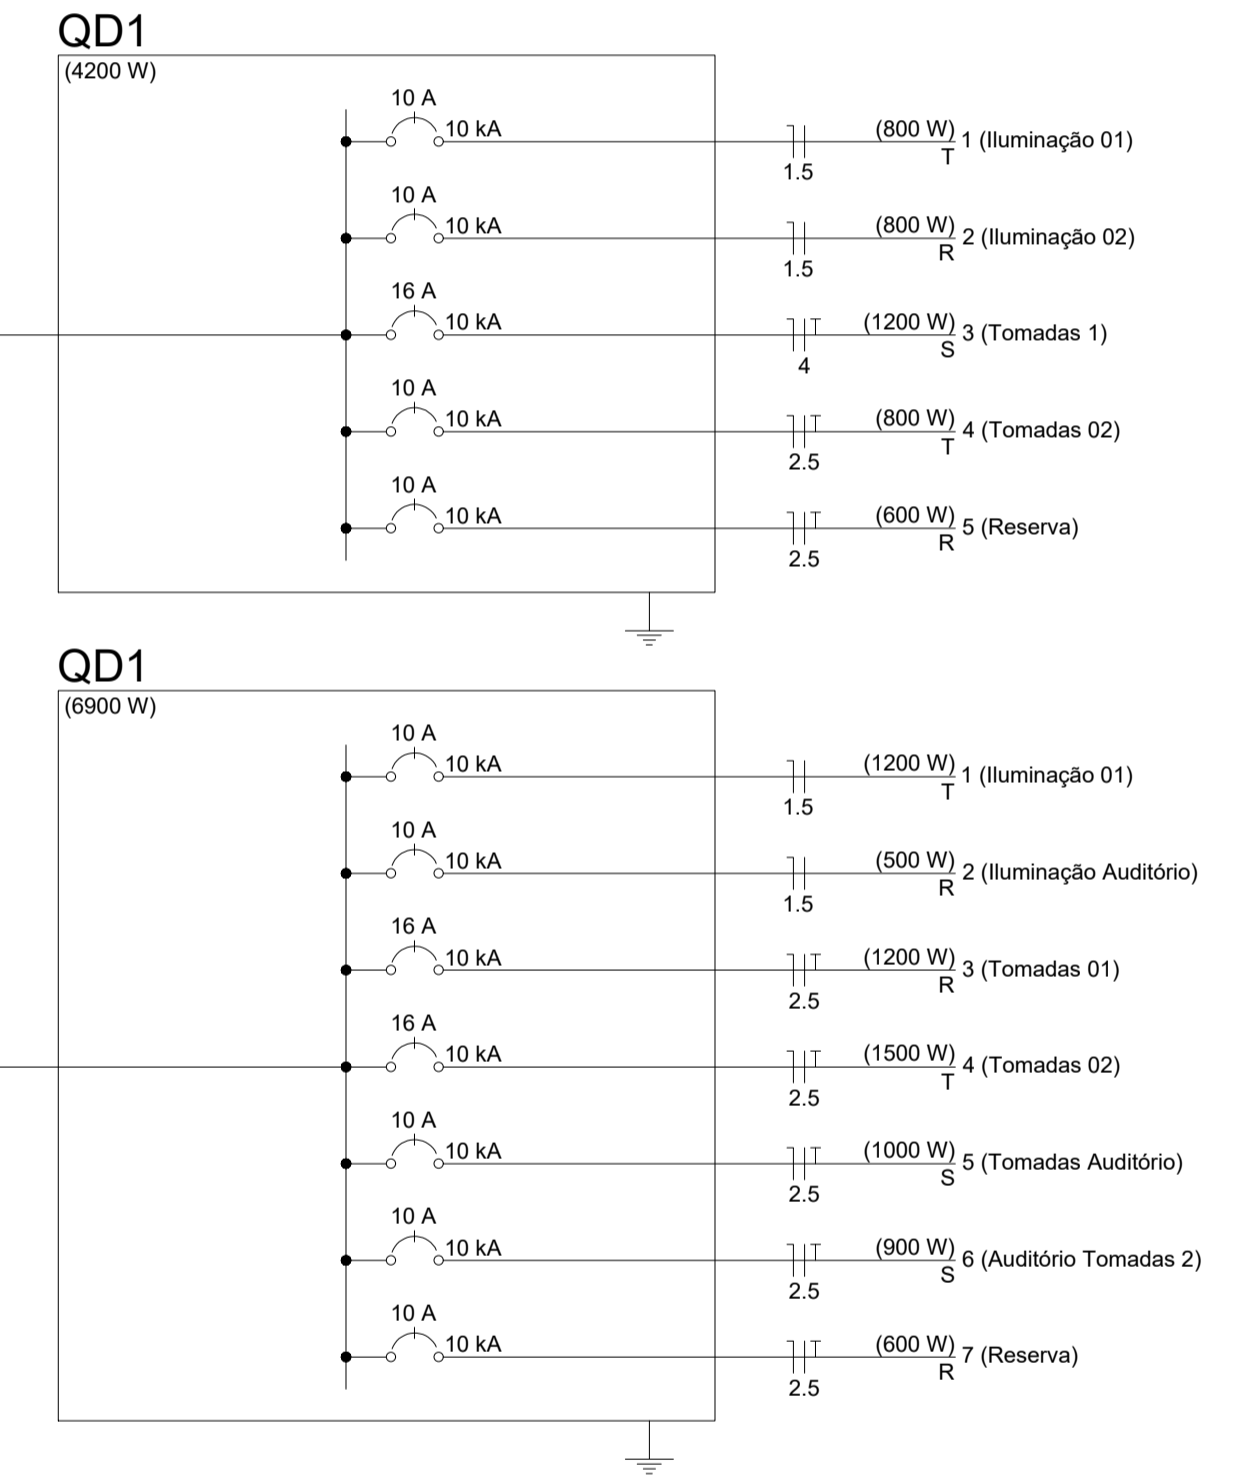 QD1
(4200 W)
10 A
10 kA
1.5
(800 W)
T
1 (Iluminação 01)
10 A
10 kA
1.5
(800 W)
R
2 (Iluminação 02)
16 A
10 kA
4
(1200 W)
S
3 (Tomadas 1)
10 A
10 kA
2.5
(800 W)
T
4 (Tomadas 02)
10 A
10 kA
2.5
(600 W)
R
5 (Reserva)
QD1
(6900 W)
10 A
10 kA
1.5
(1200 W)
T
1 (Iluminação 01)
10 A
10 kA
1.5
(500 W)
R
2 (Iluminação Auditório)
16 A
10 kA
2.5
(1200 W)
R
3 (Tomadas 01)
16 A
10 kA
2.5
(1500 W)
T
4 (Tomadas 02)
10 A
10 kA
2.5
(1000 W)
S
5 (Tomadas Auditório)
10 A
10 kA
2.5
(900 W)
S
6 (Auditório Tomadas 2)
10 A
10 kA
2.5
(600 W)
R
7 (Reserva)